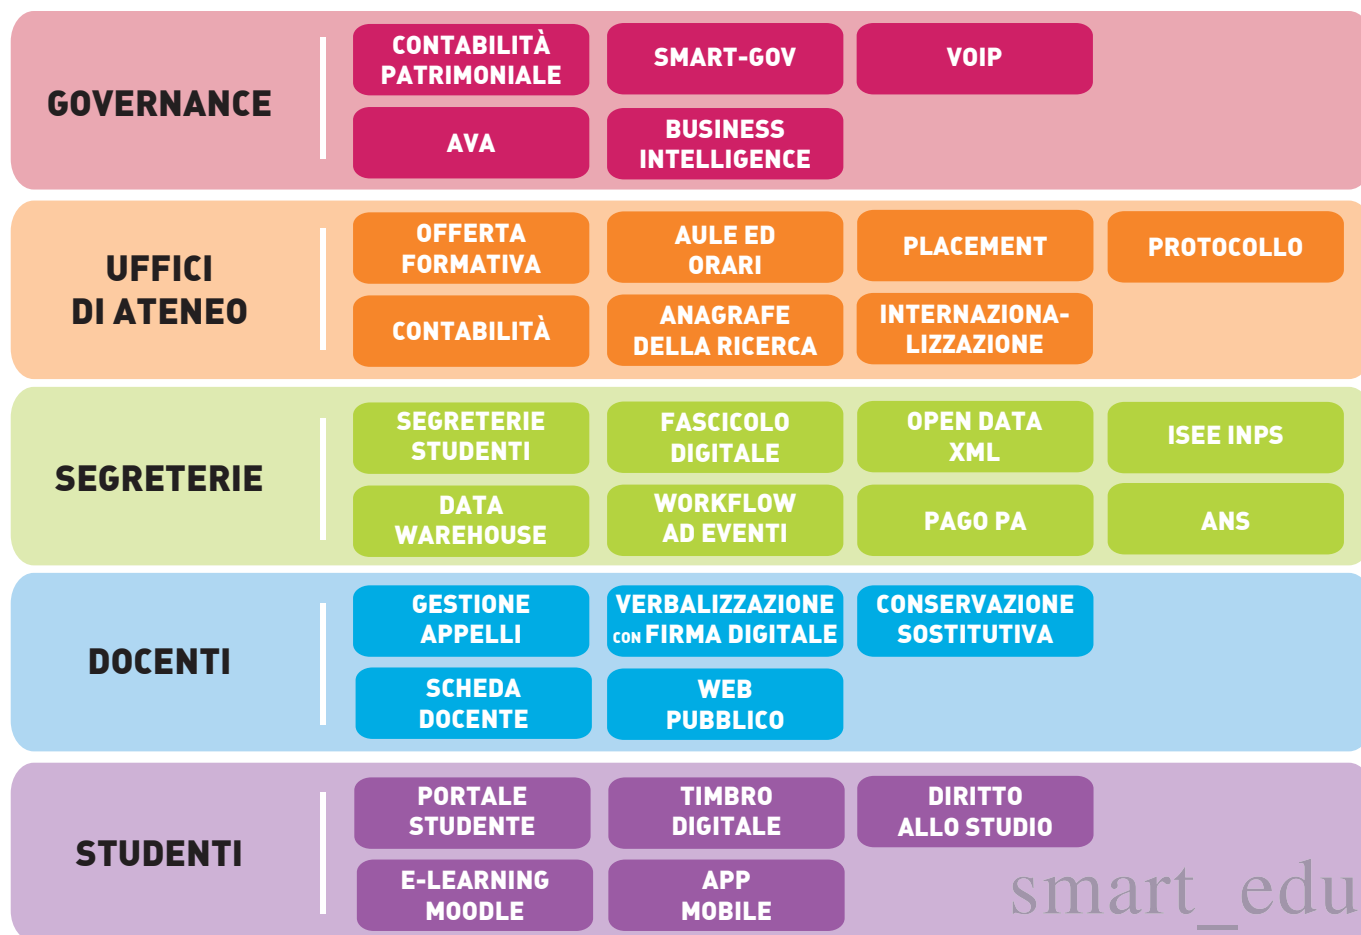 GOVERNANCE
CONTABILITÀ
PATRIMONIALE
SMART-GOV
VOIP
AVA
BUSINESS
INTELLIGENCE
UFFICI
DI ATENEO
OFFERTA
FORMATIVA
AULE ED
ORARI
PLACEMENT
PROTOCOLLO
CONTABILITÀ
ANAGRAFE
DELLA RICERCA
INTERNAZIONA-
LIZZAZIONE
SEGRETERIE
SEGRETERIE
STUDENTI
FASCICOLO
DIGITALE
OPEN DATA
XML
ISEE INPS
DATA
WAREHOUSE
WORKFLOW
AD EVENTI
PAGO PA
ANS
DOCENTI
GESTIONE
APPELLI
VERBALIZZAZIONE
CON FIRMA DIGITALE
CONSERVAZIONE
SOSTITUTIVA
SCHEDA
DOCENTE
WEB
PUBBLICO
STUDENTI
PORTALE
STUDENTE
TIMBRO
DIGITALE
DIRITTO
ALLO STUDIO
E-LEARNING
MOODLE
APP
MOBILE
smart_edu